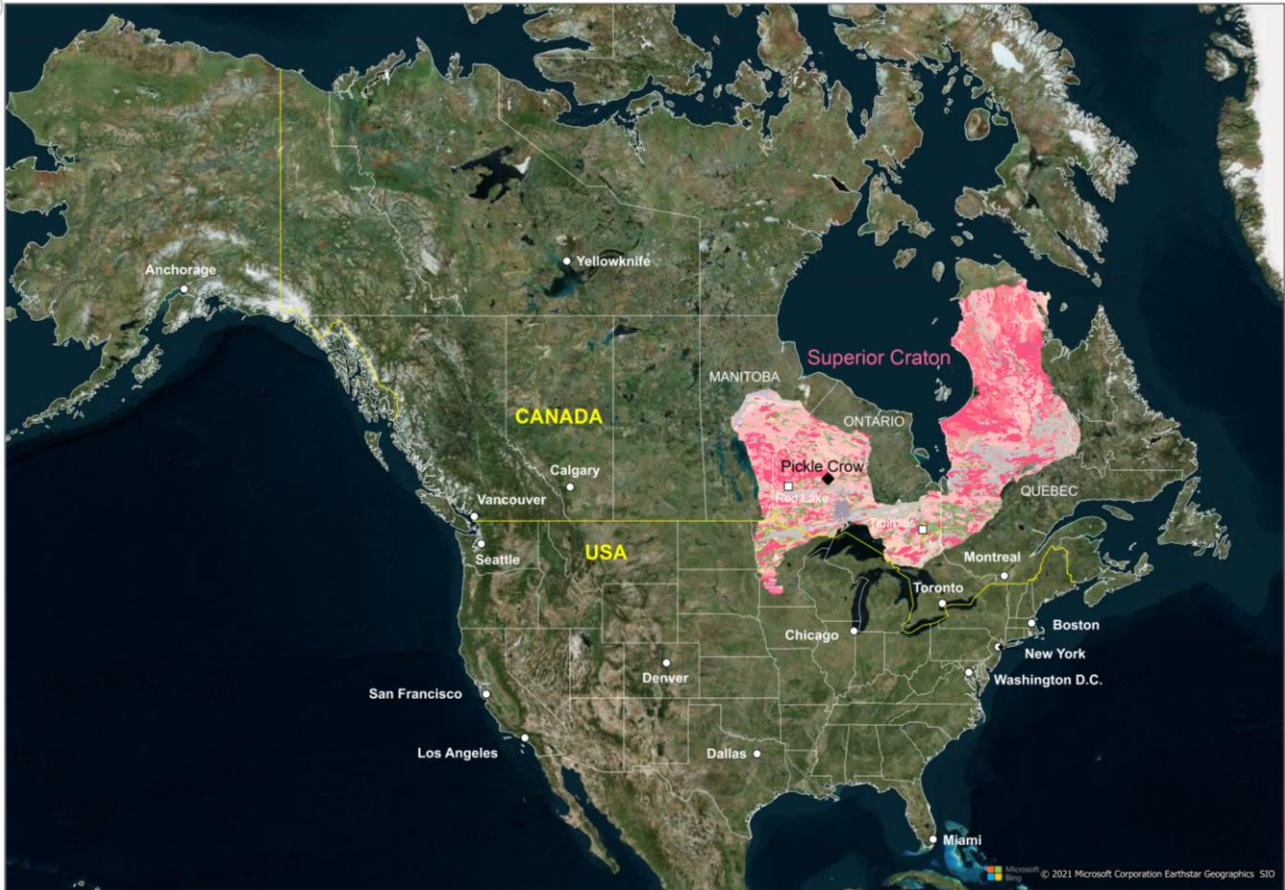 Yellowknife
Anchorage
Superior Craton
MANITOBA
CANADA
ONTARIO
Pickle Crow
Calgary
Red Lake
QUEBEC
Vancouver
Timmins
USA
Seattle
Montreal
Toronto
Chicago
Boston
New York
Denver
Washington D.C.
San Francisco
Los Angeles
Dallas
Miami
Microsoft
Bing
© 2021 Microsoft Corporation Earthstar Geographics SIO